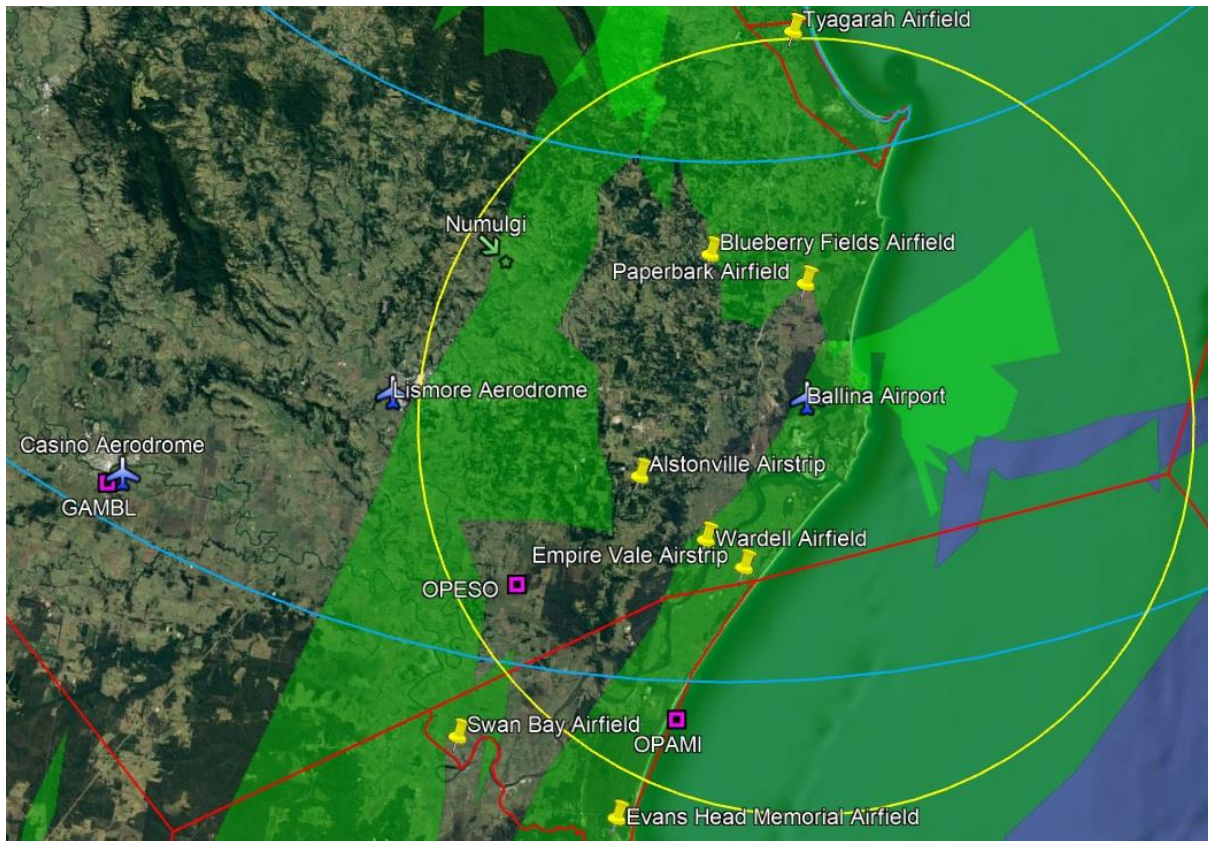 Tyagarah Airfield
Numulgi
Blueberry Fields Airfield
Paperbark Airfield
Lismore Aerodrome
Ballina Airport
Casino Aerodrome
GAMBL
Alstonville Airstrip
Wardell Airfield
Empire Vale Airstrip
OPESO
Swan Bay Airfield
OPAMI
Evans Head Memorial Airfield